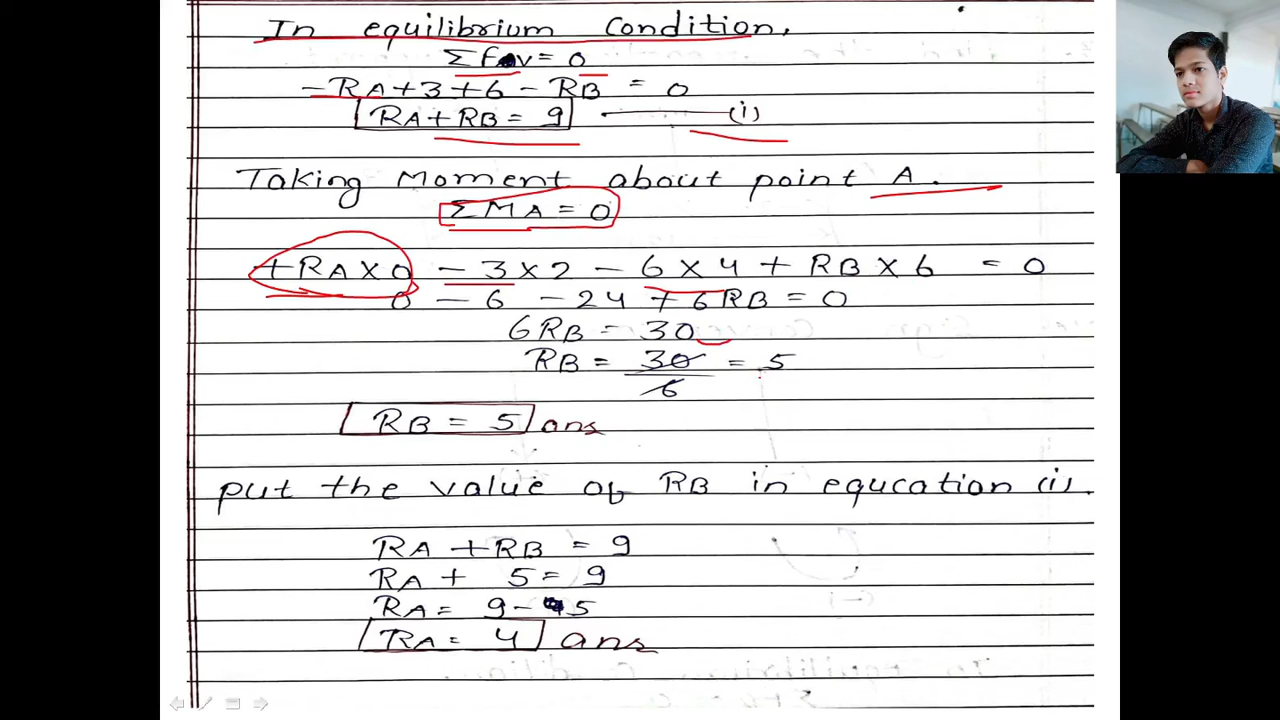 In equilibrium Condition.
Σfv = 0
-RA+3+6-RB = 0
RA+RB = 9 (i)
Taking Moment about point A.
ΣMA = 0
+RA×0 - 3×2 - 6×4 + RB×6 = 0
0 - 6 - 24 + 6RB = 0
6RB = 30
RB = 30/6 = 5
RB = 5 ans
put the value of RB in equcation (i).
RA +RB = 9
RA + 5 = 9
RA = 9-5
RA = 4 ans